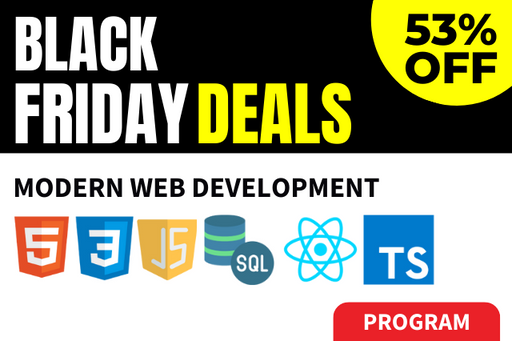 BLACK
FRIDAY DEALS
53%
OFF
MODERN WEB DEVELOPMENT
5
3
JS
SQL
TS
PROGRAM